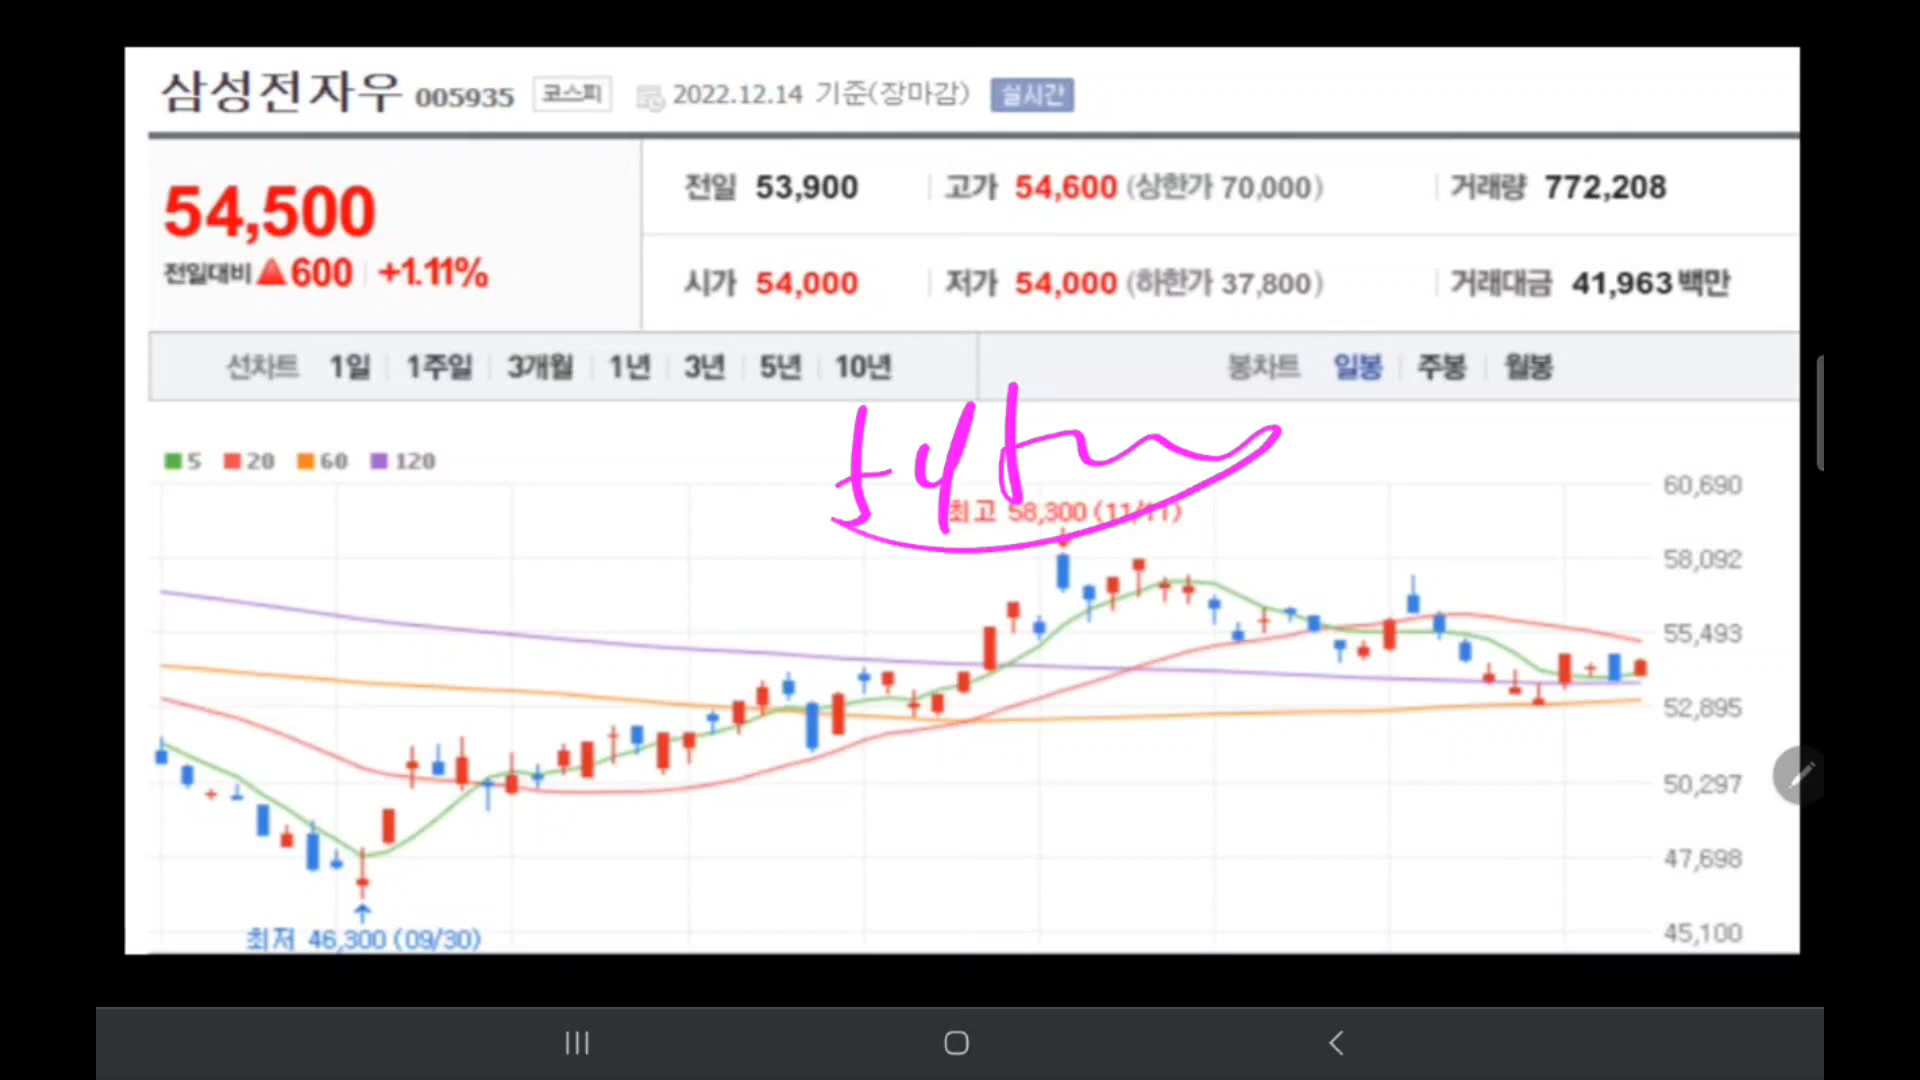 삼성전자우 005935 코스피 2022.12.14 기준(장마감) 실시간
54,500
전일대비 ▲600 +1.11%
전일 53,900 고가 54,600 (상한가 70,000) 거래량 772,208
시가 54,000 저가 54,000 (하한가 37,800) 거래대금 41,963 백만
선차트 1일 1주일 3개월 1년 3년 5년 10년 봉차트 일봉 주봉 월봉
5 20 60 120
최고 58,300 (11/11)
60,690
58,092
55,493
52,895
50,297
47,698
45,100
최저 46,300 (09/30)